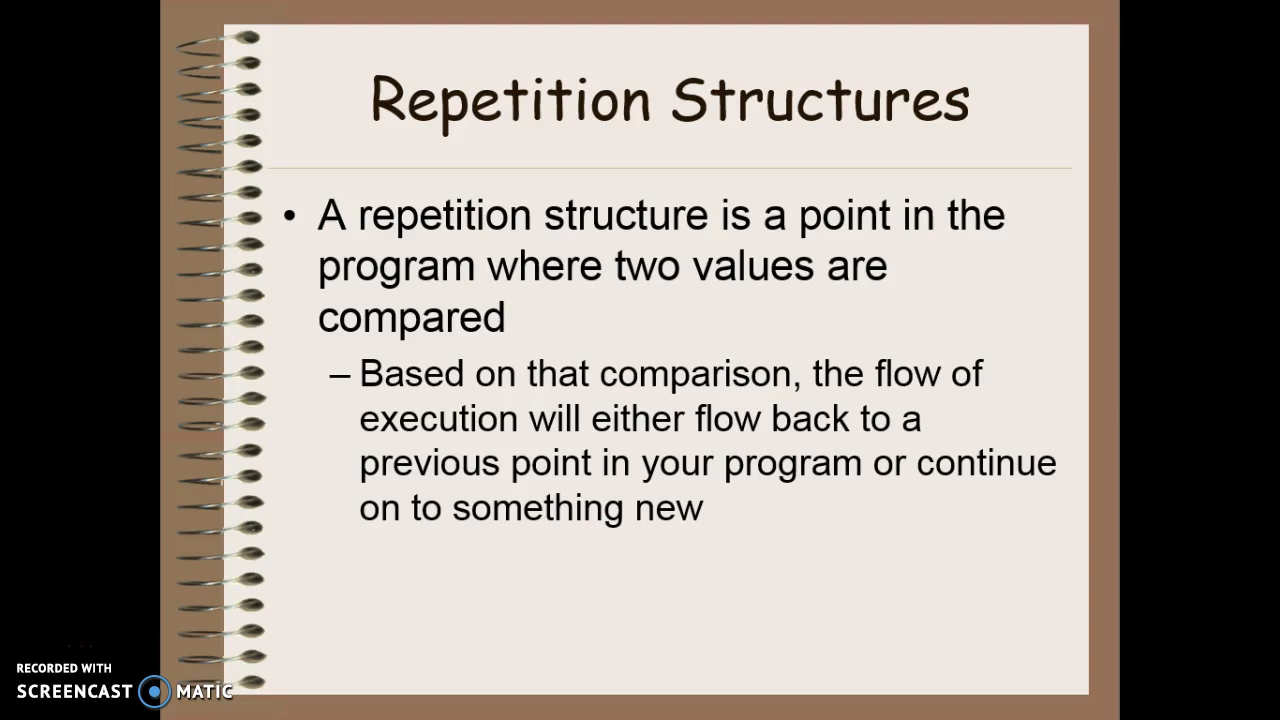 Repetition Structures
• A repetition structure is a point in the
program where two values are
compared
– Based on that comparison, the flow of
execution will either flow back to a
previous point in your program or continue
on to something new
RECORDED WITH
SCREENCAST MATIC